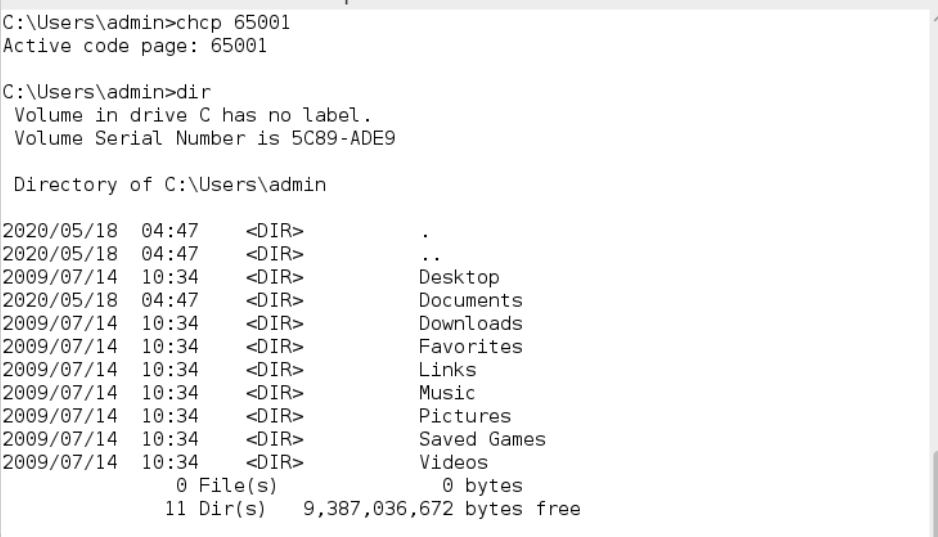 C:\Users\admin>chcp 65001
Active code page: 65001
C:\Users\admin>dir
 Volume in drive C has no label.
 Volume Serial Number is 5C89-ADE9
 Directory of C:\Users\admin
2020/05/18  04:47    <DIR>          .
2020/05/18  04:47    <DIR>          ..
2009/07/14  10:34    <DIR>          Desktop
2020/05/18  04:47    <DIR>          Documents
2009/07/14  10:34    <DIR>          Downloads
2009/07/14  10:34    <DIR>          Favorites
2009/07/14  10:34    <DIR>          Links
2009/07/14  10:34    <DIR>          Music
2009/07/14  10:34    <DIR>          Pictures
2009/07/14  10:34    <DIR>          Saved Games
2009/07/14  10:34    <DIR>          Videos
               0 File(s)              0 bytes
              11 Dir(s)   9,387,036,672 bytes free